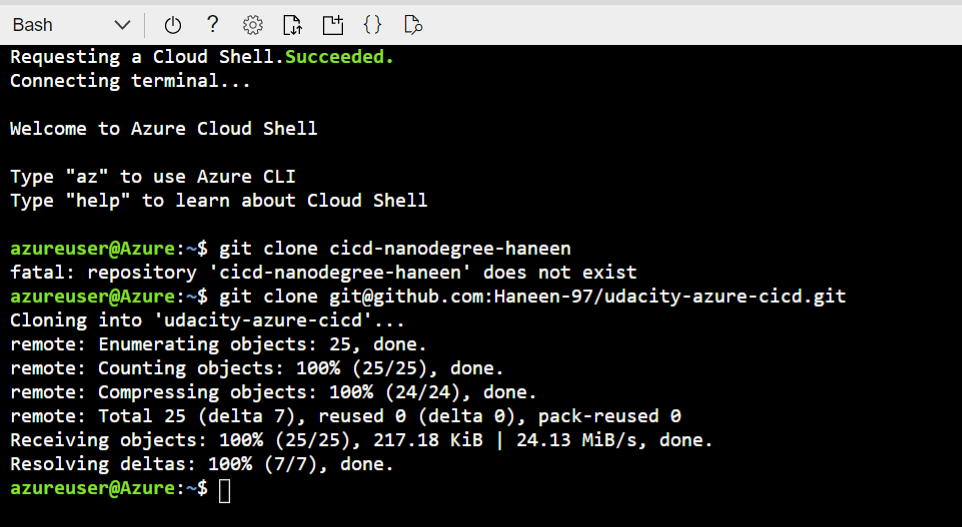 Bash
Requesting a Cloud Shell.Succeeded.
Connecting terminal...
Welcome to Azure Cloud Shell
Type "az" to use Azure CLI
Type "help" to learn about Cloud Shell
azureuser@Azure:~$ git clone cicd-nanodegree-haneen
fatal: repository 'cicd-nanodegree-haneen' does not exist
azureuser@Azure:~$ git clone git@github.com:Haneen-97/udacity-azure-cicd.git
Cloning into 'udacity-azure-cicd'...
remote: Enumerating objects: 25, done.
remote: Counting objects: 100% (25/25), done.
remote: Compressing objects: 100% (24/24), done.
remote: Total 25 (delta 7), reused 0 (delta 0), pack-reused 0
Receiving objects: 100% (25/25), 217.18 KiB | 24.13 MiB/s, done.
Resolving deltas: 100% (7/7), done.
azureuser@Azure:~$